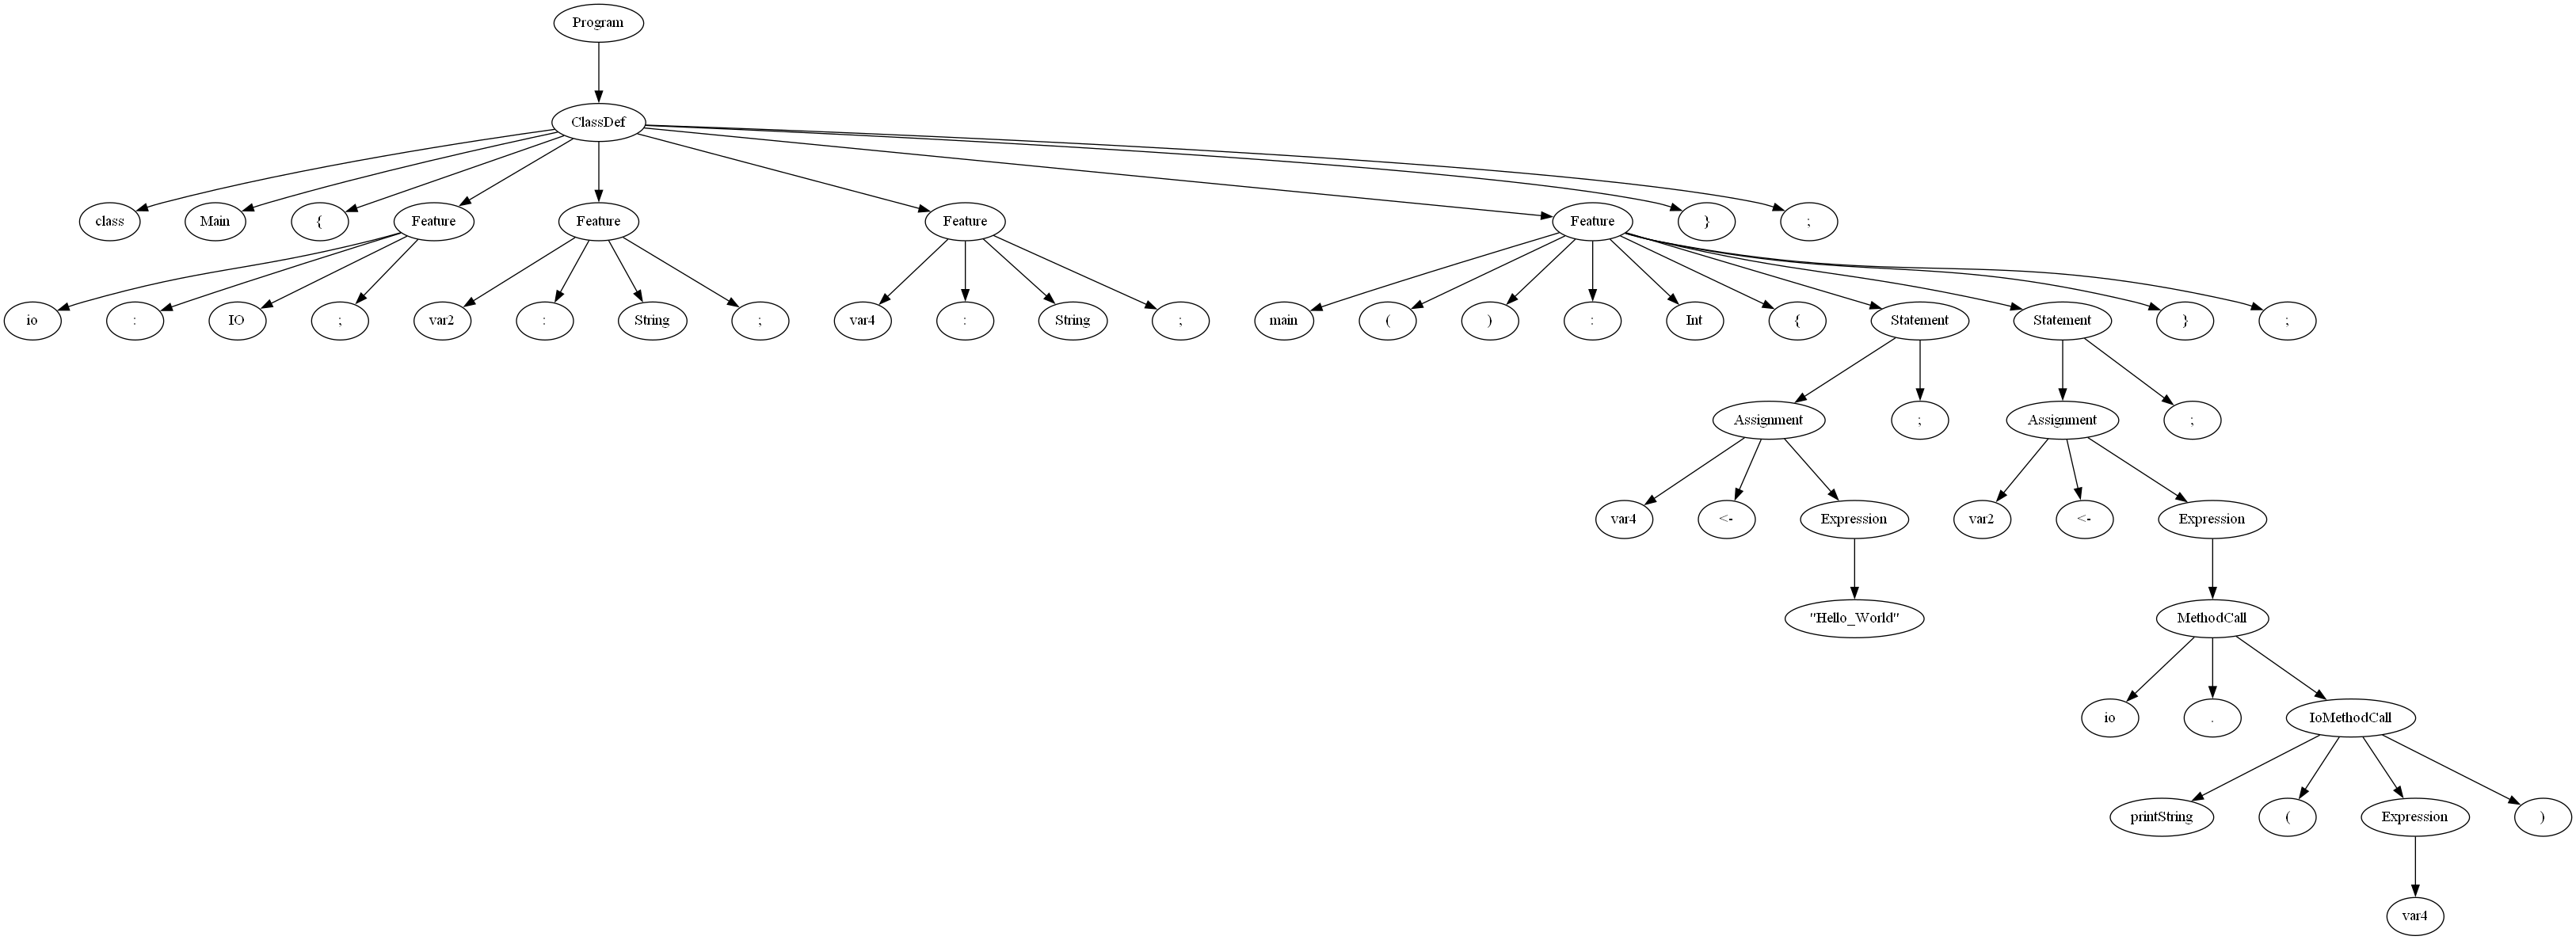 Program
ClassDef
class Main { Feature Feature Feature Feature } ;
io : IO ; var2 : String ; var4 : String ; main ( ) : Int { Statement Statement } ;
Assignment ; Assignment ;
var4 <- Expression var2 <- Expression
"Hello_World" MethodCall
io . IoMethodCall
printString ( Expression )
var4